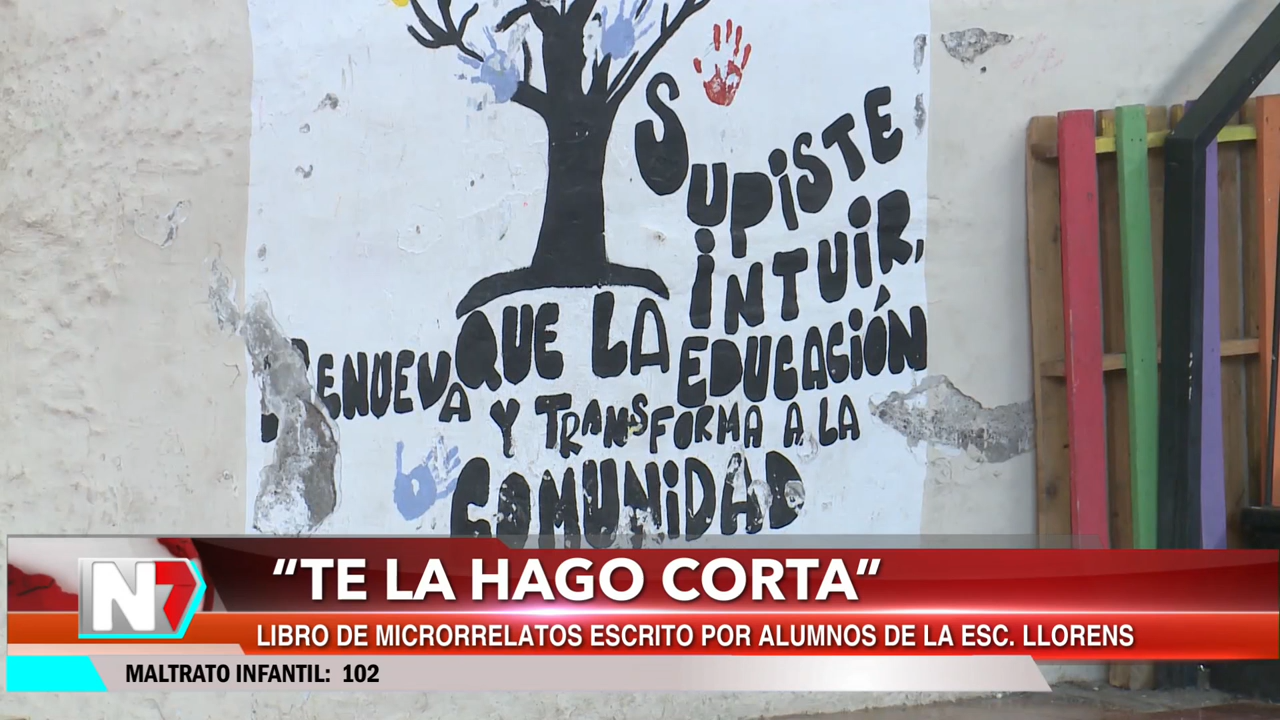 SUPiSTE
iNTUiR,
QUE LA EDUCACIÓN
RENUEVA Y TRANSFORMA A LA
COMUNiDAD
N7
“TE LA HAGO CORTA”
LIBRO DE MICRORRELATOS ESCRITO POR ALUMNOS DE LA ESC. LLORENS
MALTRATO INFANTIL: 102